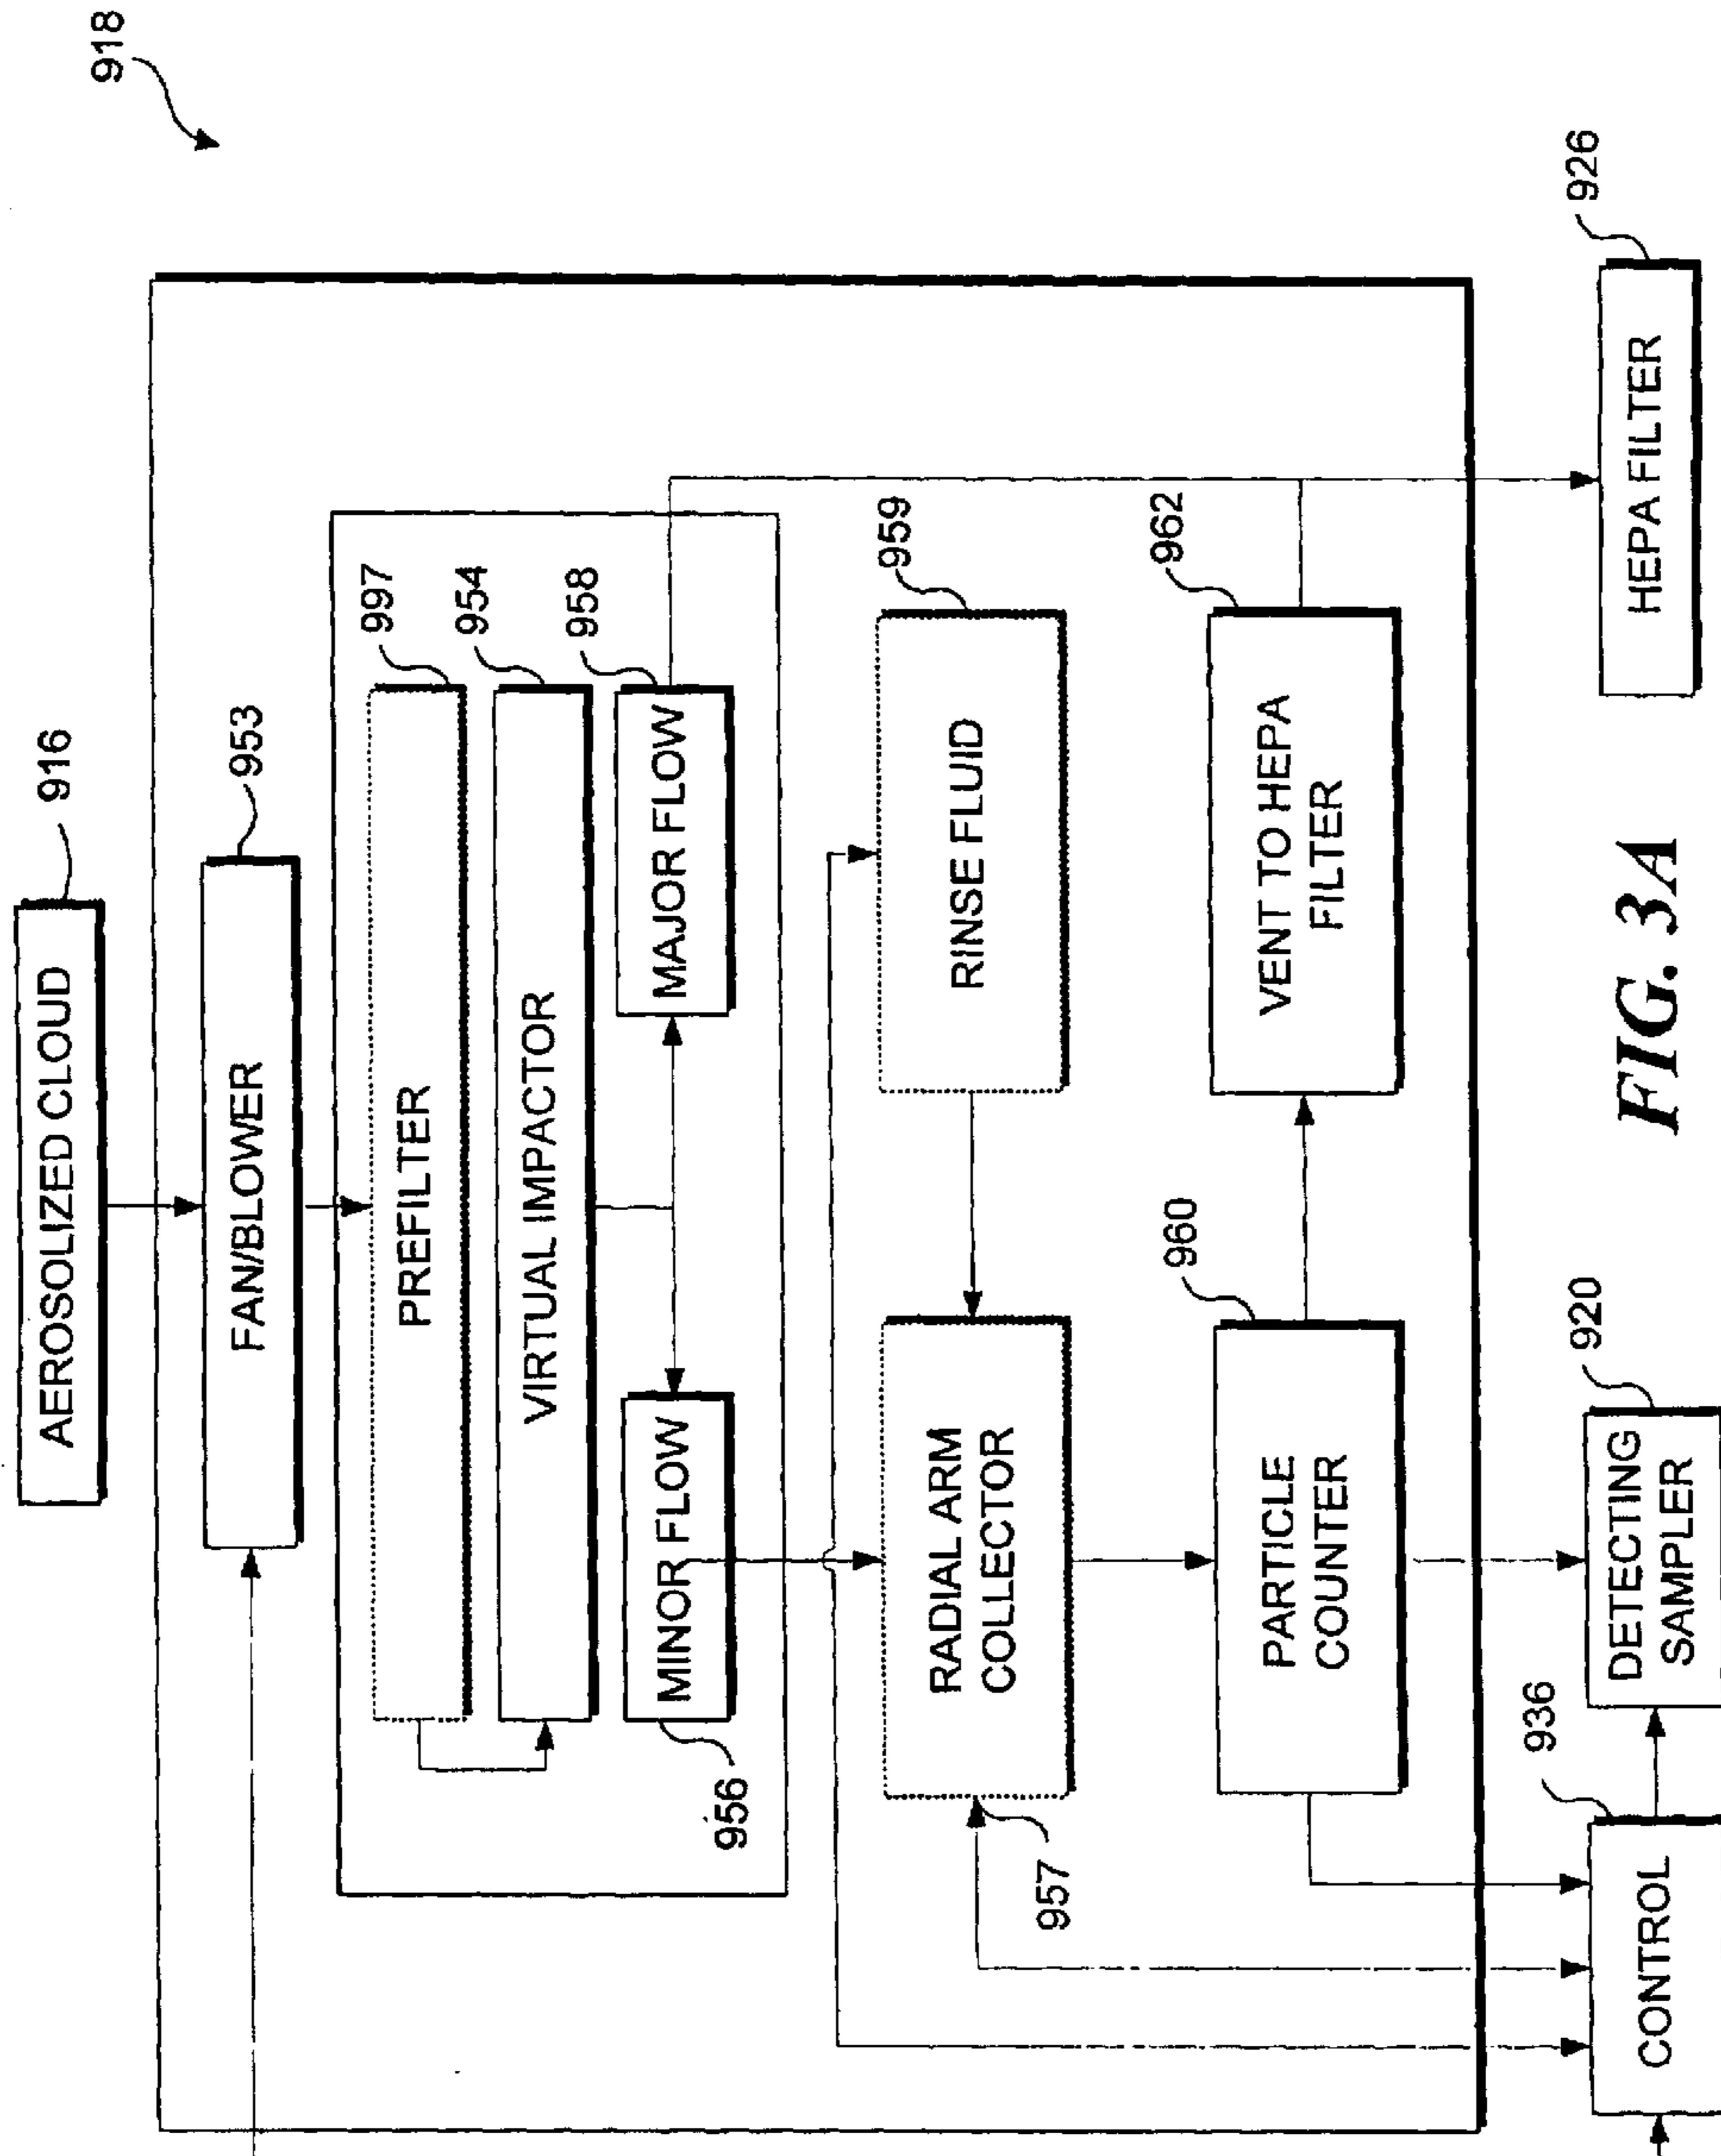 918
AEROSOLIZED CLOUD
916
FAN/BLOWER
953
PREFILTER
997
VIRTUAL IMPACTOR
954
MINOR FLOW
956
MAJOR FLOW
958
RADIAL ARM
COLLECTOR
957
RINSE FLUID
959
PARTICLE
COUNTER
960
VENT TO HEPA
FILTER
962
CONTROL
936
DETECTING
SAMPLER
920
HEPA FILTER
926
FIG. 3A